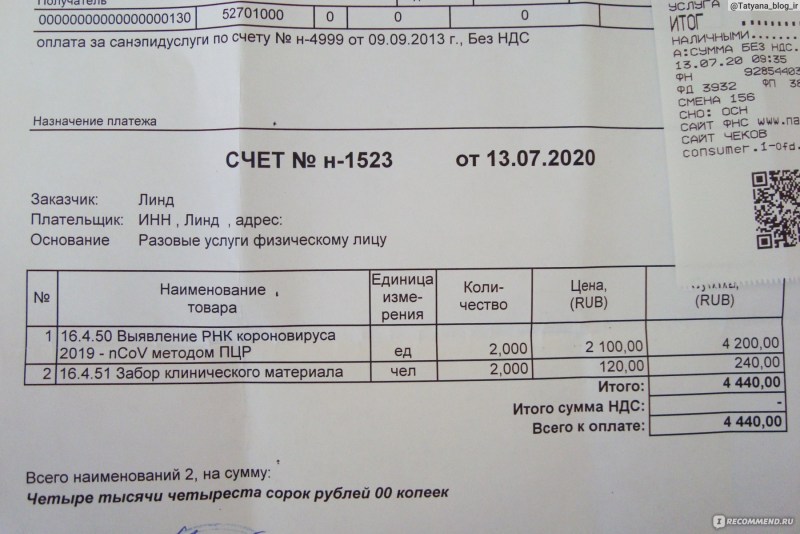 @Tatyana_blog_ir
Получатель
00000000000000000130 52701000 0 0 0
оплата за санэпидуслуги по счету № н-4999 от 09.09.2013 г., Без НДС
Назначение платежа
УСЛУГА
ИТОГ
НАЛИЧНЫМИ
А:СУММА БЕЗ НДС.
13.07.20 09:35
ФН 92854403
ФД 3932 ФП 38
СМЕНА 156
СНО: ОСН
САЙТ ФНС www.na
САЙТ ЧЕКОВ
consumer.1-ofd.
СЧЕТ № н-1523 от 13.07.2020
Заказчик: Линд
Плательщик: ИНН , Линд , адрес:
Основание Разовые услуги физическому лицу
№ Наименование товара Единица изме-рения Коли-чество Цена, (RUB) (RUB)
1 16.4.50 Выявление РНК короновируса
2019 - nCoV методом ПЦР ед 2,000 2 100,00 4 200,00
2 16.4.51 Забор клинического материала чел 2,000 120,00 240,00
Итого: 4 440,00
Итого сумма НДС: -
Всего к оплате: 4 440,00
Всего наименований 2, на сумму:
Четыре тысячи четыреста сорок рублей 00 копеек
IRECOMMEND.RU